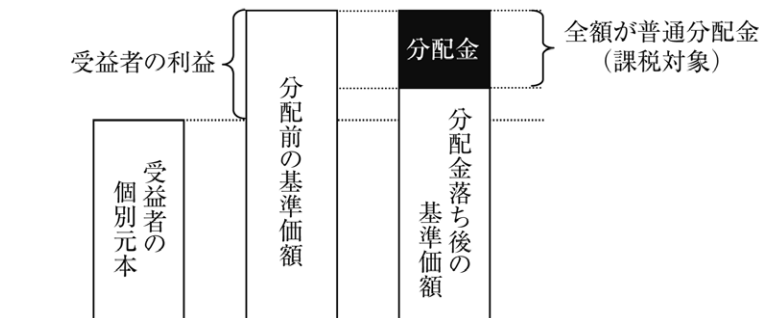 受益者の利益
受益者の
個別元本
分配前の基準価額
分配金
分配金落ち後の
基準価額
全額が普通分配金
（課税対象）